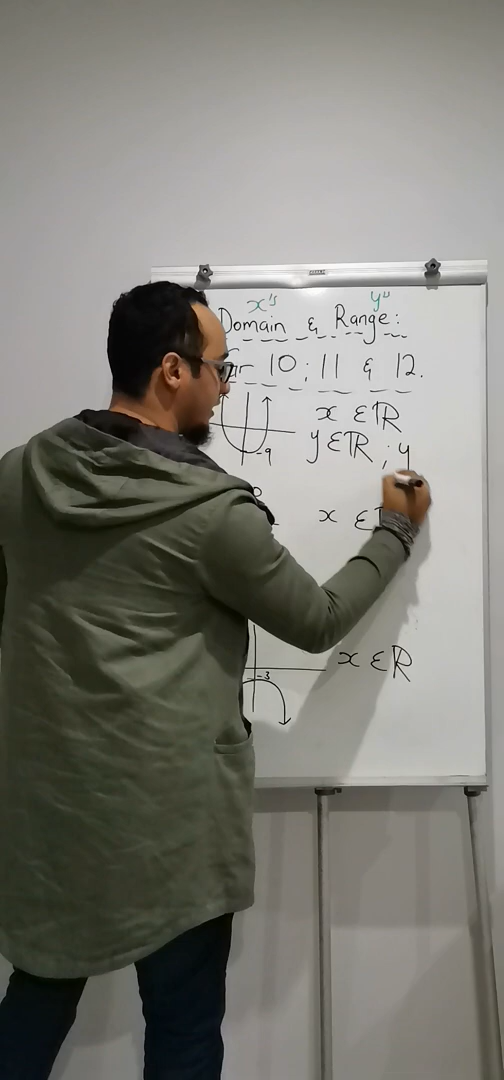 x's y's
Domain & Range:
10 ; 11 & 12.
x ∈ ℝ
y ∈ ℝ ; y
-9
x ∈
x ∈ ℝ
-3